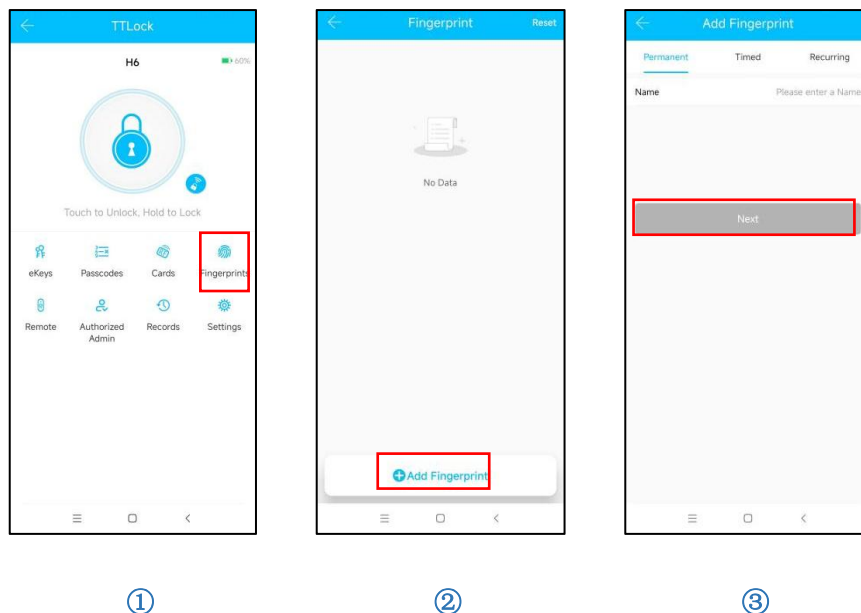 TTLock
H6
60%
Touch to Unlock, Hold to Lock
eKeys Passcodes Cards Fingerprints
Remote Authorized Admin Records Settings
①
Fingerprint Reset
No Data
Add Fingerprint
②
Add Fingerprint
Permanent Timed Recurring
Name Please enter a Name
Next
③